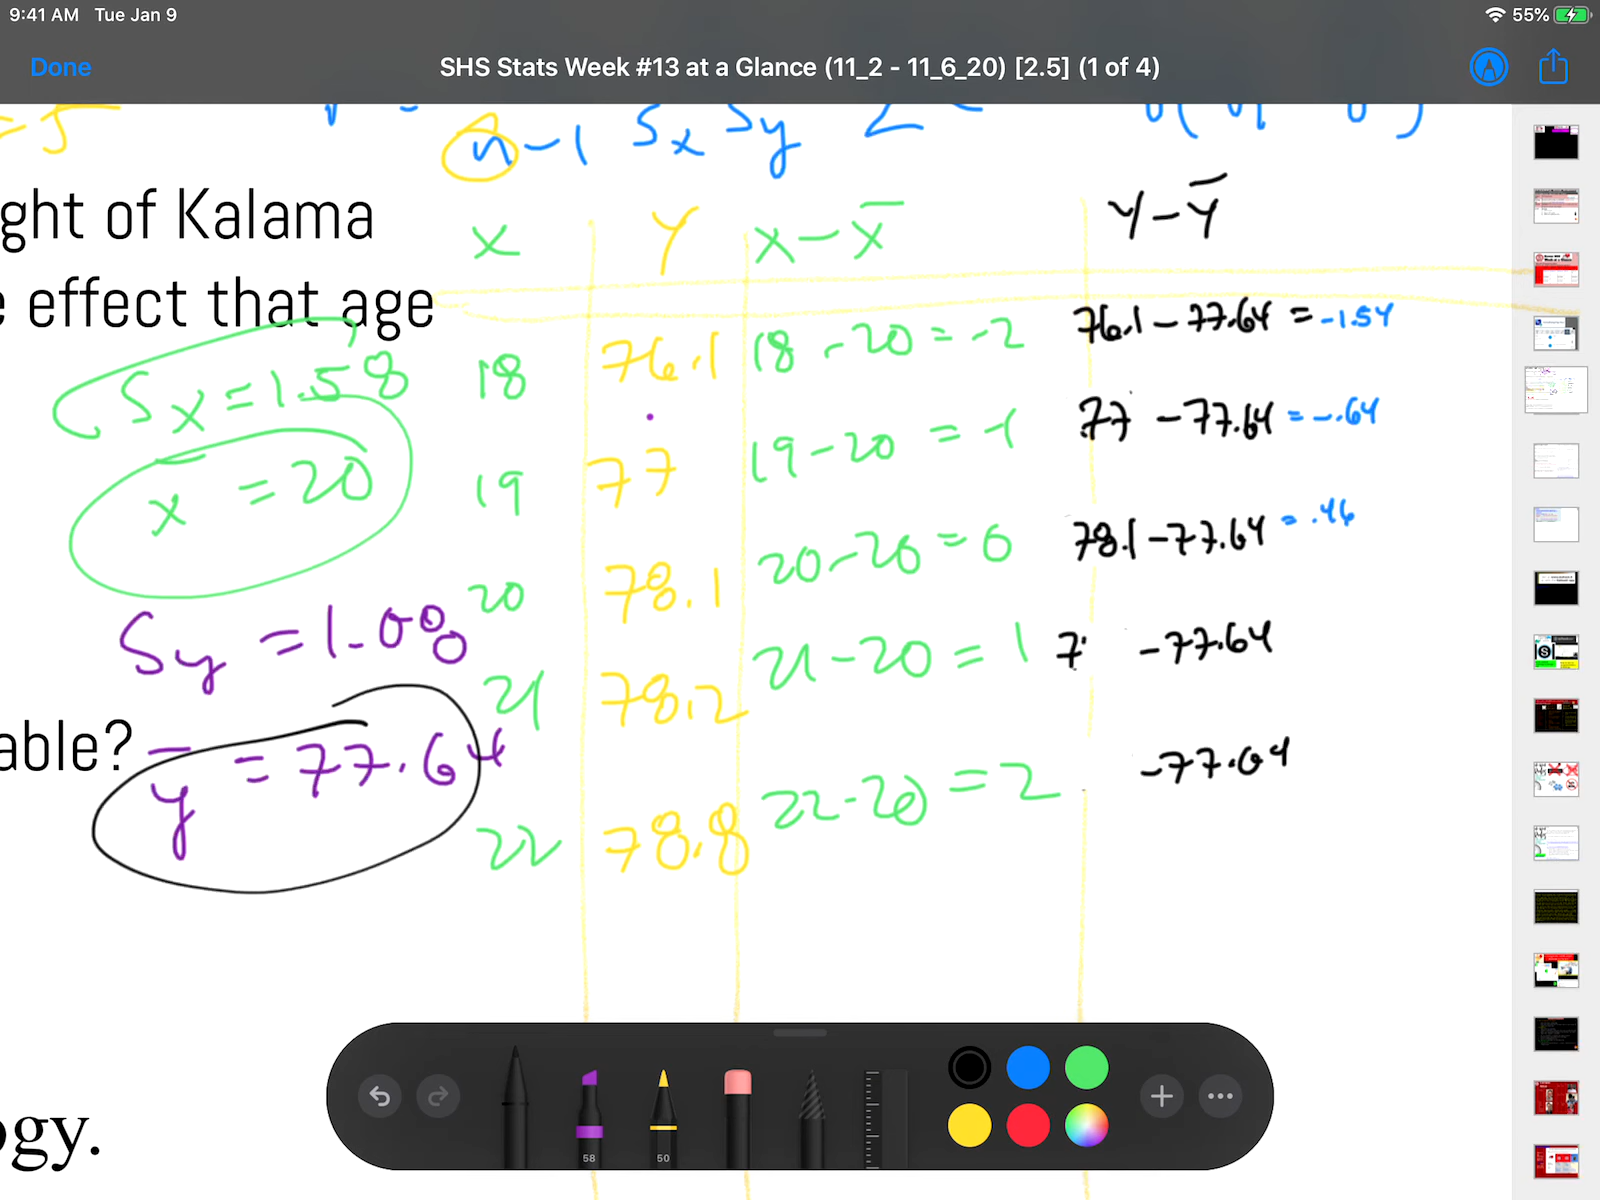 9:41 AM Tue Jan 9
55%
Done
SHS Stats Week #13 at a Glance (11_2 - 11_6_20) [2.5] (1 of 4)
= 5
n-1 Sx Sy Σ
ght of Kalama
effect that age
Sx = 1.58
x̄ = 20
Sy = 1.08
able?
ȳ = 77.64
x y x-x̄ y-ȳ
18 76.1 18-20=-2 76.1-77.64=-1.54
19 77 19-20=-1 77-77.64=-.64
20 78.1 20-20=0 78.1-77.64=.46
21 78.2 21-20=1 7 -77.64
22 78.8 22-20=2 -77.64
ogy.
58
50